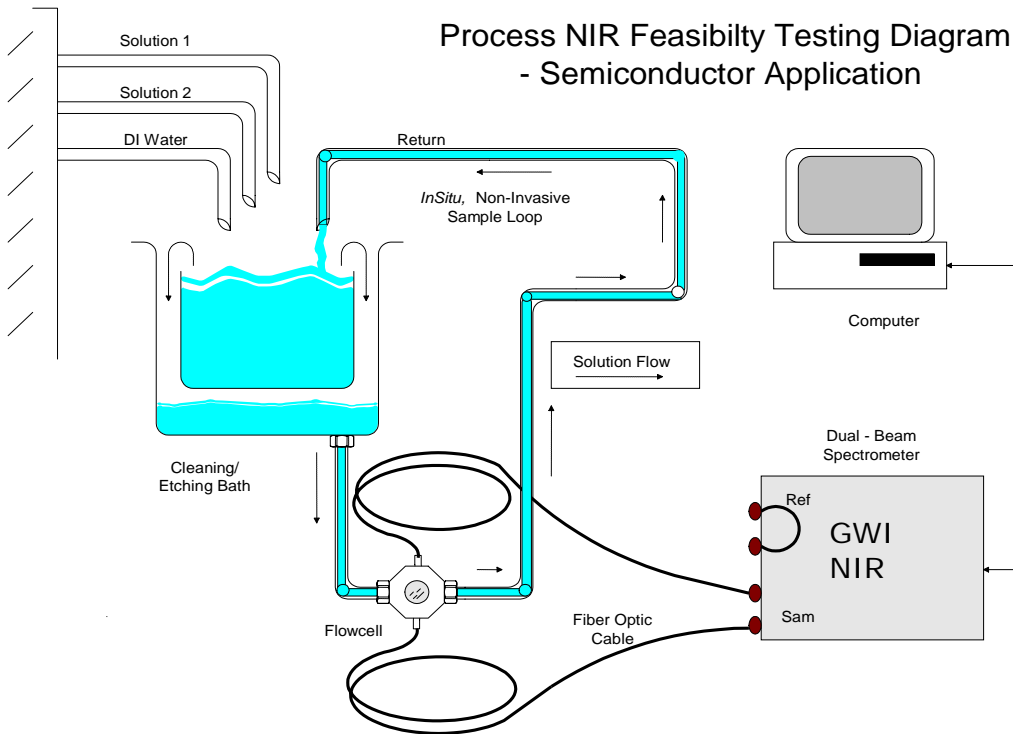 Process NIR Feasibilty Testing Diagram
- Semiconductor Application
Solution 1
Solution 2
DI Water
Return
InSitu, Non-Invasive
Sample Loop
Computer
Solution Flow
Cleaning/
Etching Bath
Dual - Beam
Spectrometer
Ref
GWI
NIR
Sam
Flowcell
Fiber Optic
Cable